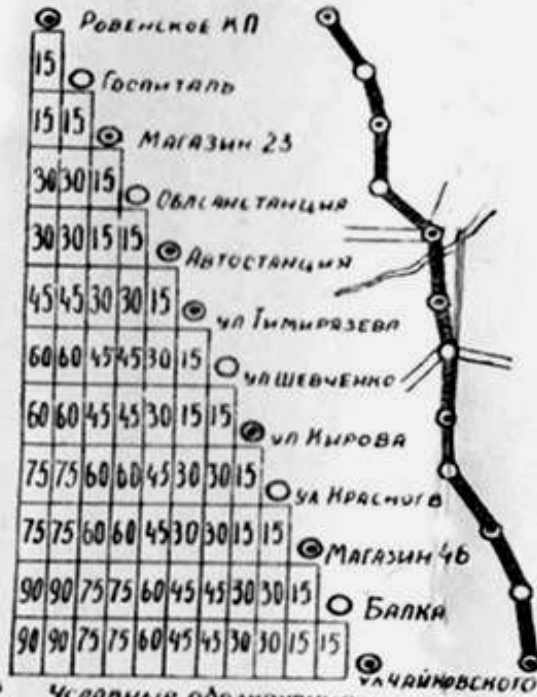 Ровенское КП
15 Госпиталь
15 15 Магазин 23
30 30 15 Облсанстанция
30 30 15 15 Автостанция
45 45 30 30 15 ул Тимирязева
60 60 45 45 30 15 ул Шевченко
60 60 45 45 30 15 15 ул Кырова
75 75 60 60 45 30 30 15 ул Красног в
75 75 60 60 45 30 30 15 15 Магазин 46
90 90 75 75 60 45 45 30 30 15 Балка
90 90 75 75 60 45 45 30 30 15 15
ул Чайковского
Условные